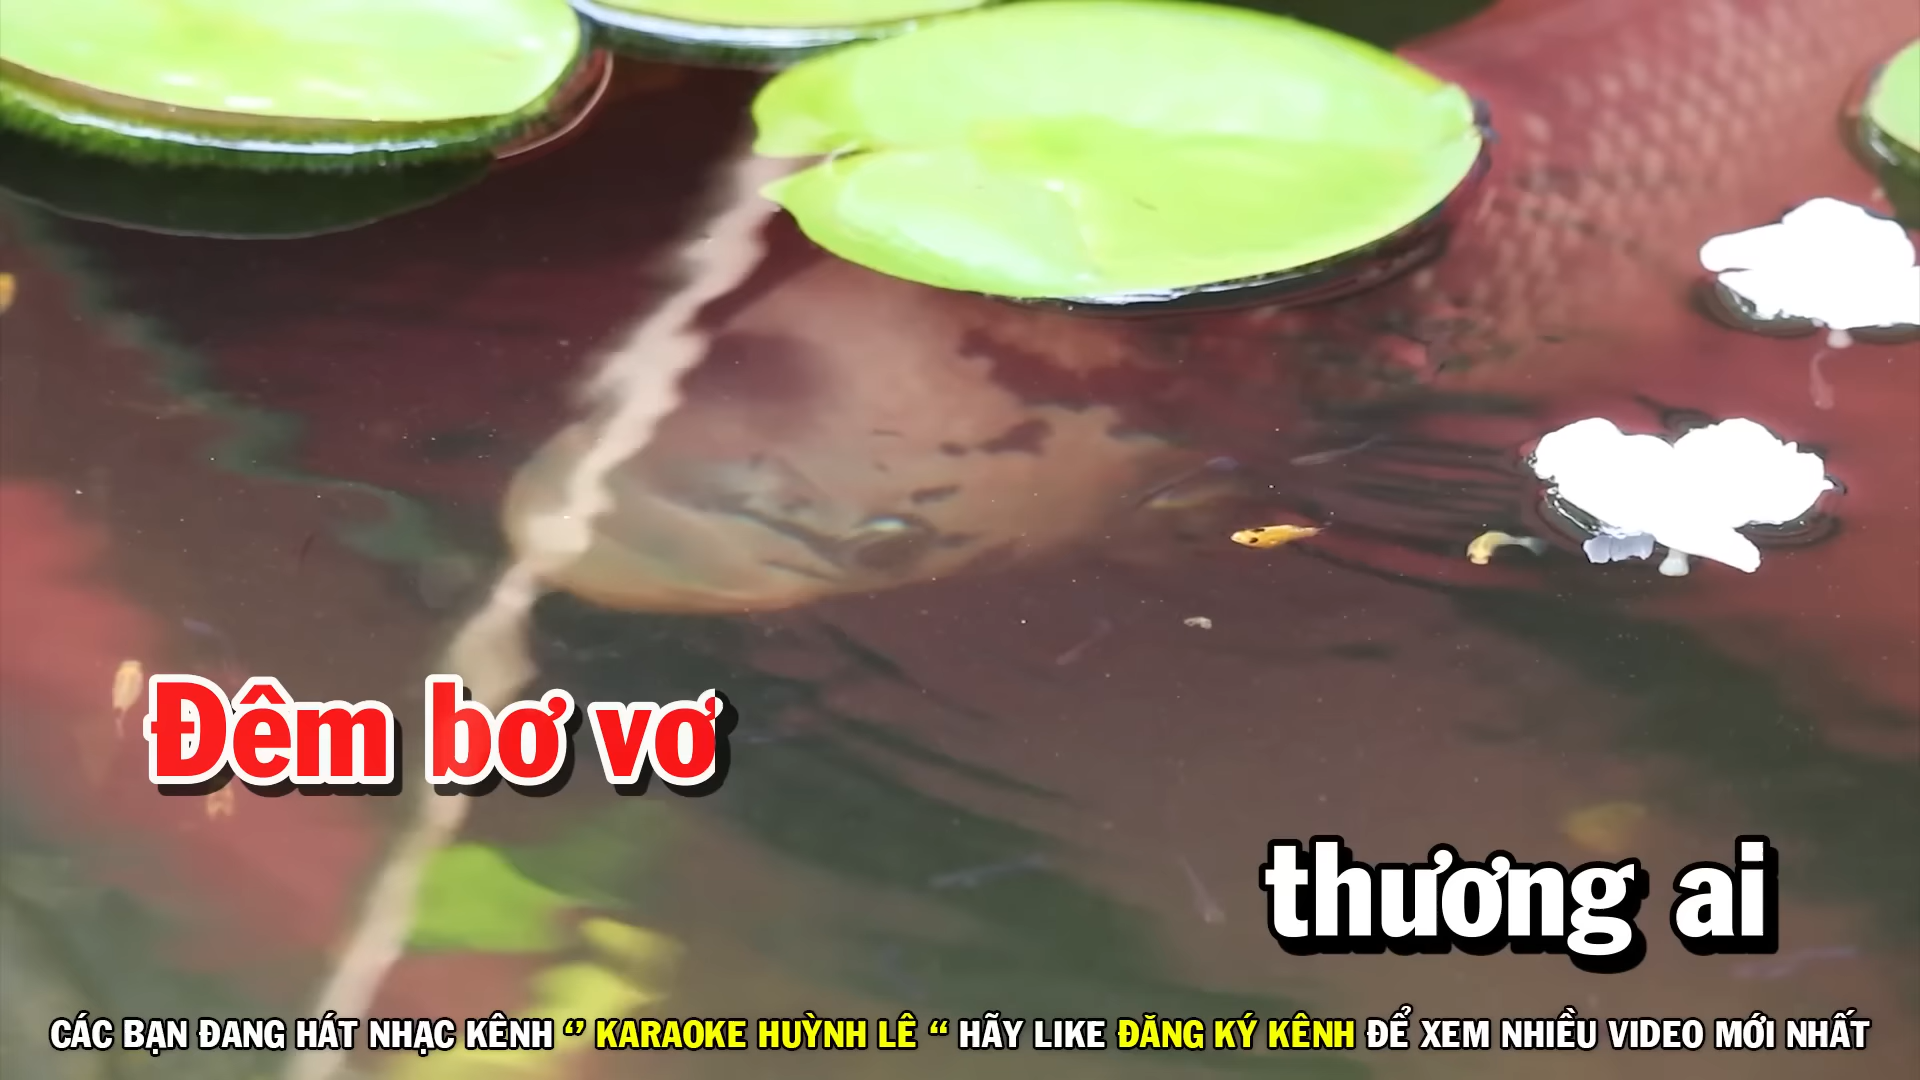 Đêm bơ vơ
thương ai
CÁC BẠN ĐANG HÁT NHẠC KÊNH “ KARAOKE HUỲNH LÊ “ HÃY LIKE ĐĂNG KÝ KÊNH ĐỂ XEM NHIỀU VIDEO MỚI NHẤT